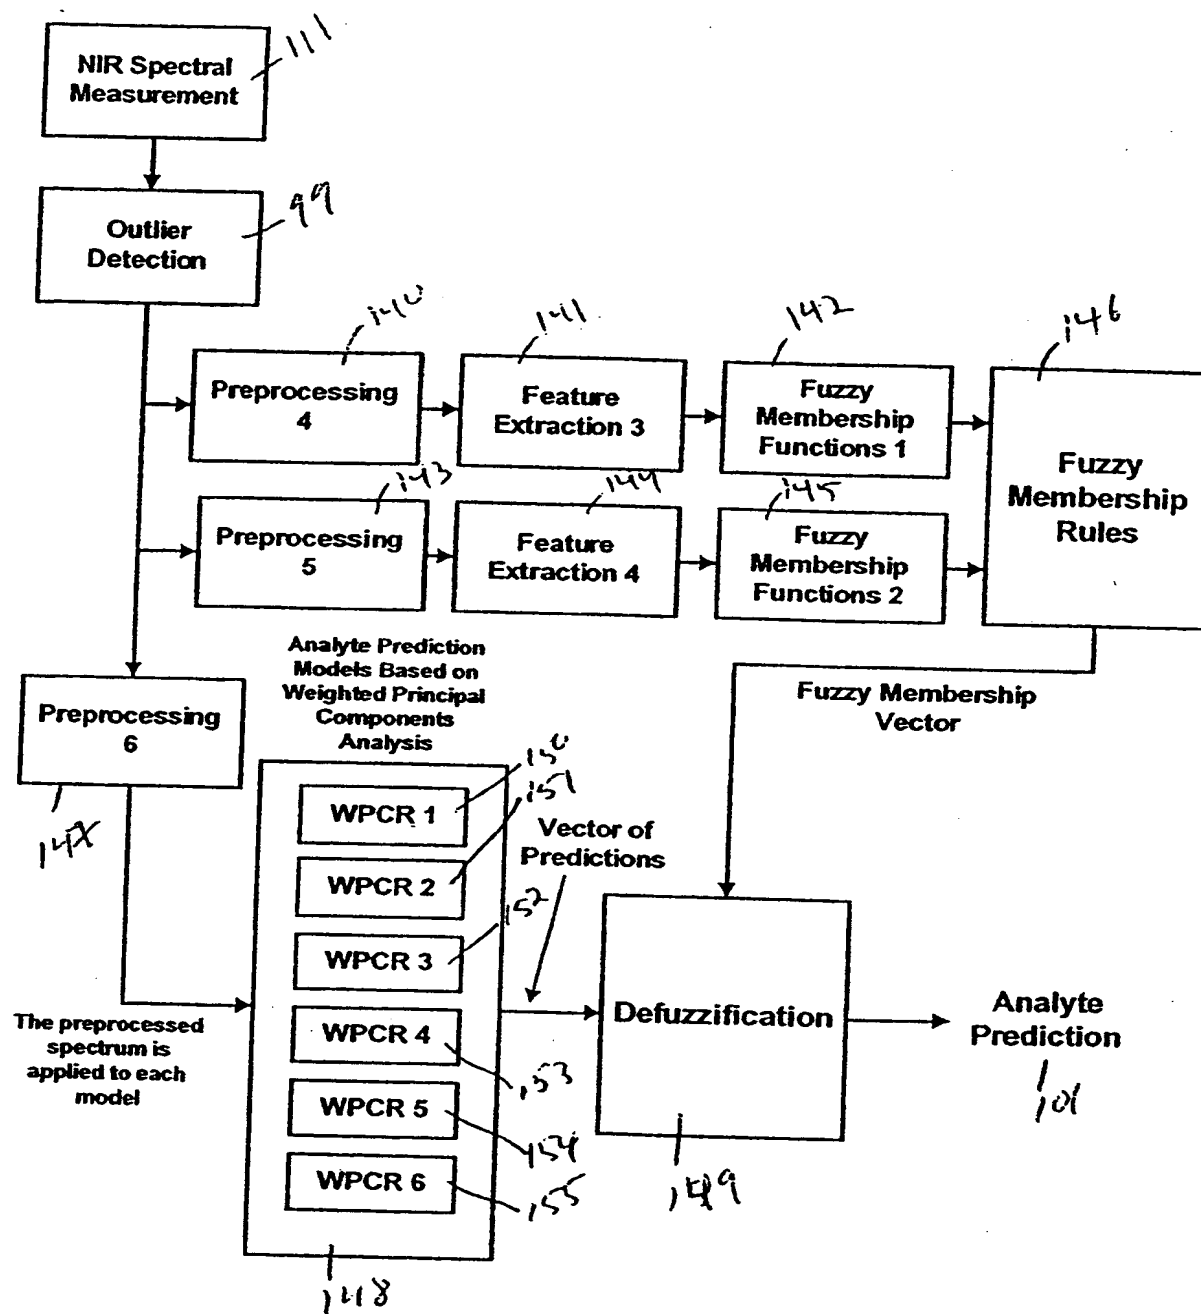 NIR Spectral
Measurement
111
Outlier
Detection
99
140
141
142
146
Preprocessing
4
Feature
Extraction 3
Fuzzy
Membership
Functions 1
Fuzzy
Membership
Rules
143
144
145
Preprocessing
5
Feature
Extraction 4
Fuzzy
Membership
Functions 2
Analyte Prediction
Models Based on
Weighted Principal
Components
Analysis
Fuzzy Membership
Vector
Preprocessing
6
147
150
151
WPCR 1
WPCR 2
Vector of
Predictions
152
WPCR 3
Defuzzification
Analyte
Prediction
101
The preprocessed
spectrum is
applied to each
model
WPCR 4
153
WPCR 5
154
WPCR 6
155
149
148